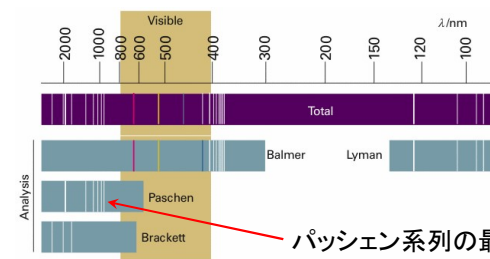 Visible
λ/nm
2000
1000
800
600
400
300
200
150
120
100
Total
Balmer
Lyman
Analysis
Paschen
Brackett
パッシェン系列の最